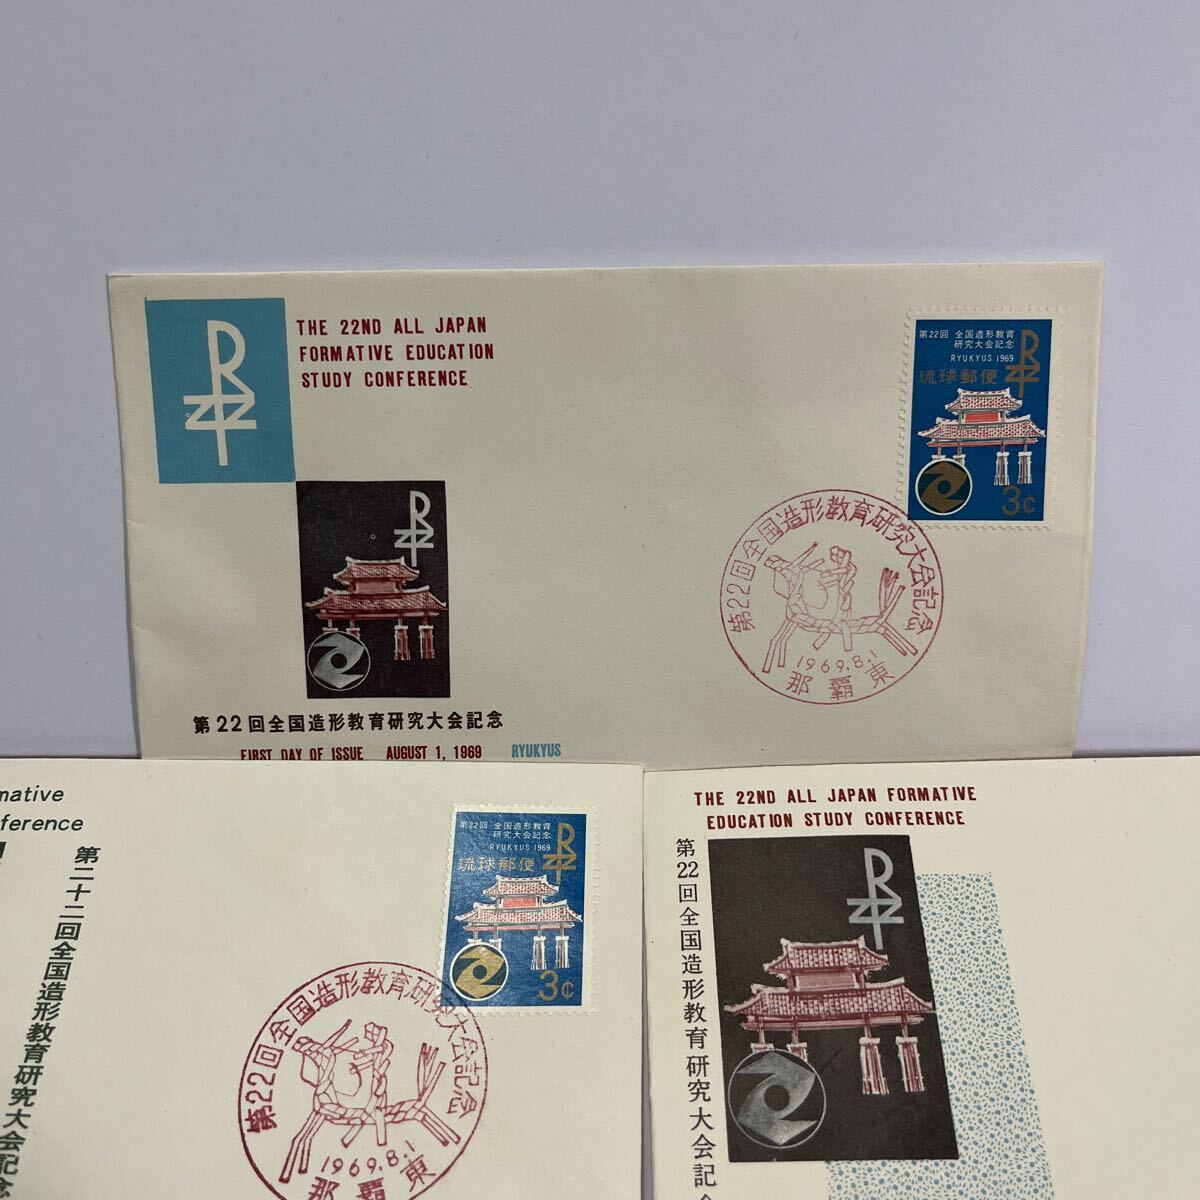 THE 22ND ALL JAPAN
FORMATIVE EDUCATION
STUDY CONFERENCE
第22回 全国造形教育
研究大会記念
RYUKYUS 1969
琉球郵便
3¢
第22回全国造形教育研究大会記念
1969.8.1
那覇東
第22回全国造形教育研究大会記念
FIRST DAY OF ISSUE AUGUST 1, 1969 RYUKYUS
mative
ference
第二十二回全国造形教育研究大会記念
第22回 全国造形教育
研究大会記念
RYUKYUS 1969
琉球郵便
3¢
第22回全国造形教育研究大会記念
1969.8.1
那覇東
THE 22ND ALL JAPAN FORMATIVE
EDUCATION STUDY CONFERENCE
第22回全国造形教育研究大会記念